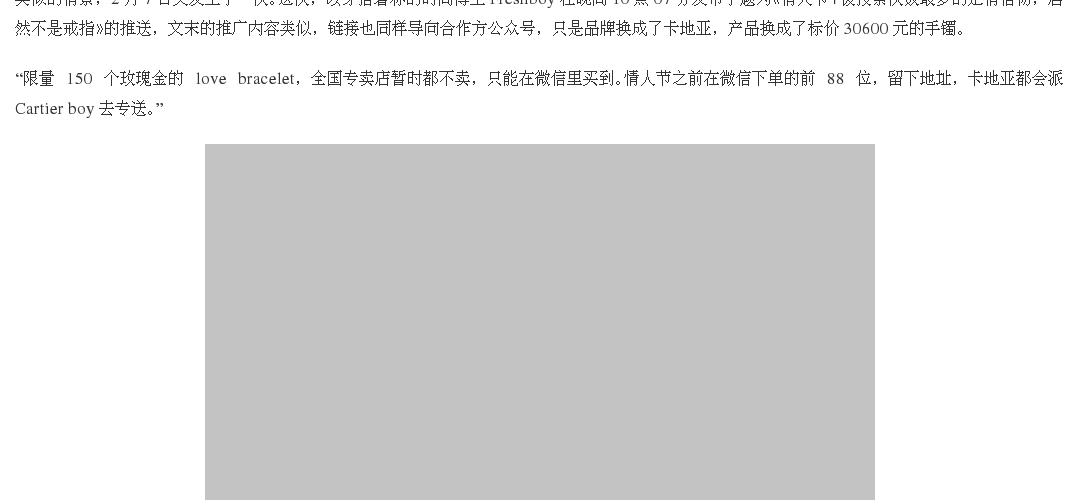 然不是戒指》的推送，文末的推广内容类似，链接也同样导向合作方公众号，只是品牌换成了卡地亚，产品换成了标价 30600 元的手镯。
“限量 150 个玫瑰金的 love bracelet，全国专卖店暂时都不卖，只能在微信里买到。情人节之前在微信下单的前 88 位，留下地址，卡地亚都会派
Cartier boy 去专送。”